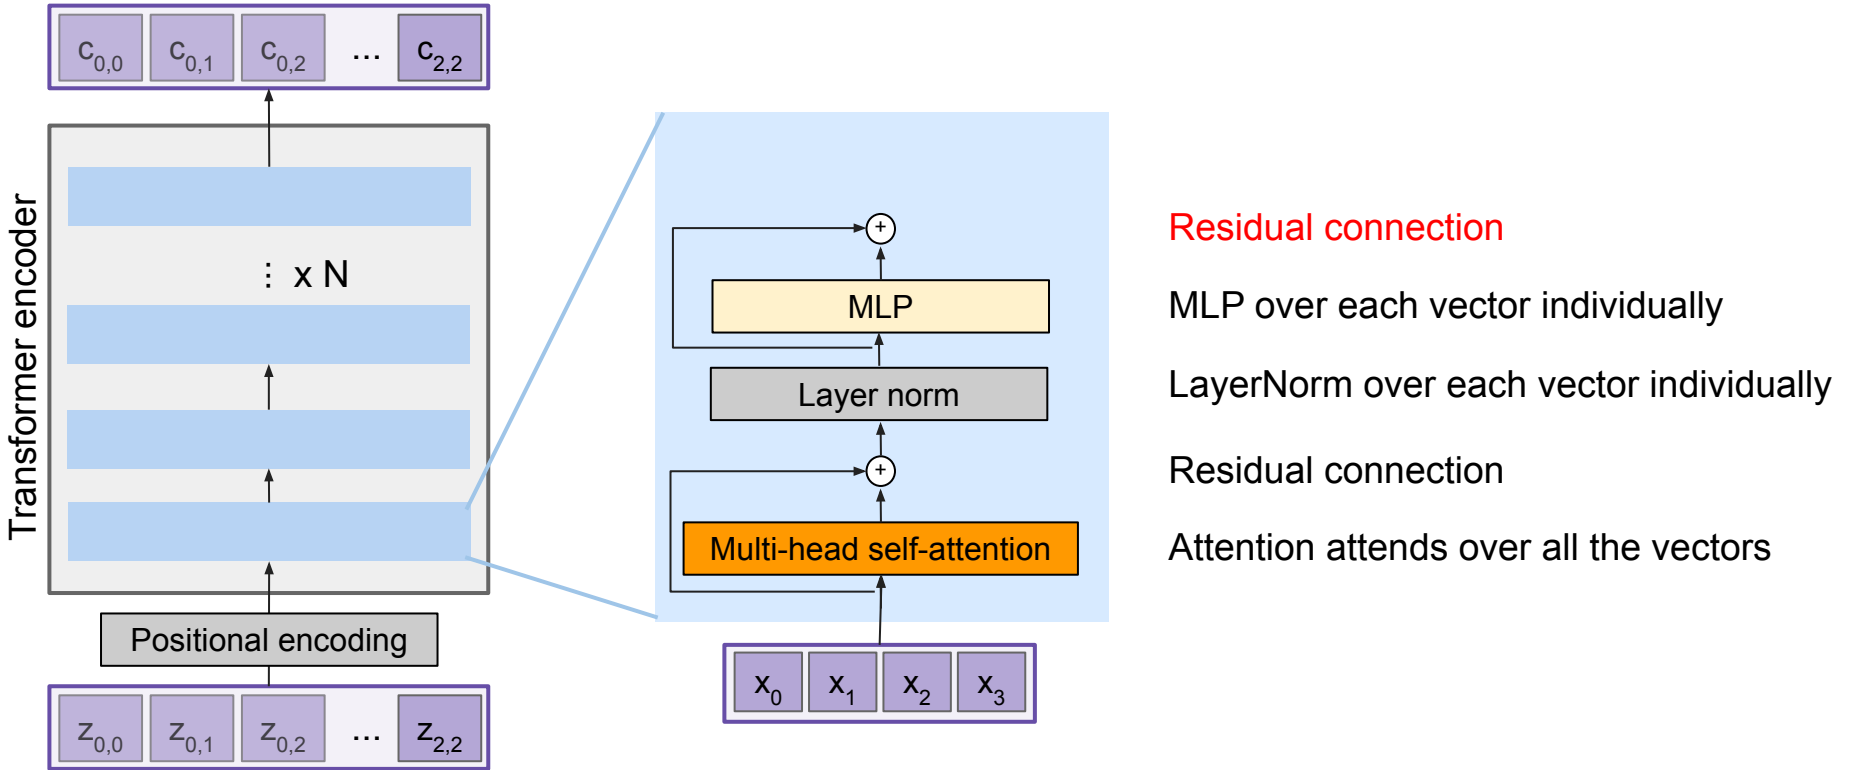 c0,0 c0,1 c0,2 ... c2,2
Transformer encoder
⋮ x N
Positional encoding
z0,0 z0,1 z0,2 ... z2,2
+
MLP
Layer norm
+
Multi-head self-attention
x0 x1 x2 x3
Residual connection
MLP over each vector individually
LayerNorm over each vector individually
Residual connection
Attention attends over all the vectors